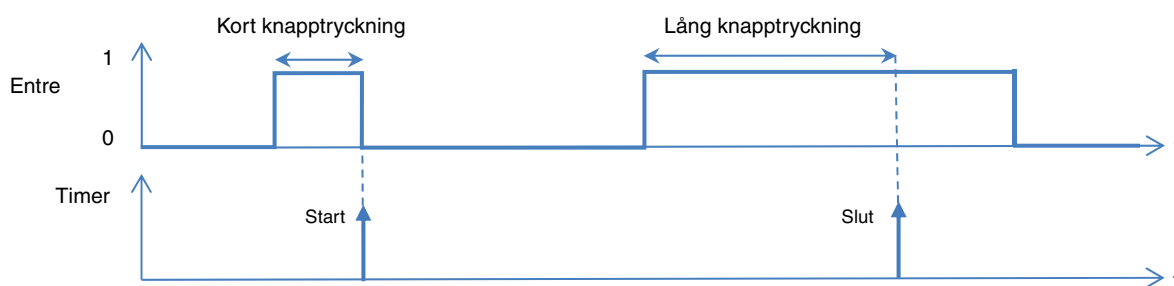 Kort knapptryckning
Lång knapptryckning
1
Entre
0
Timer
Start
Slut